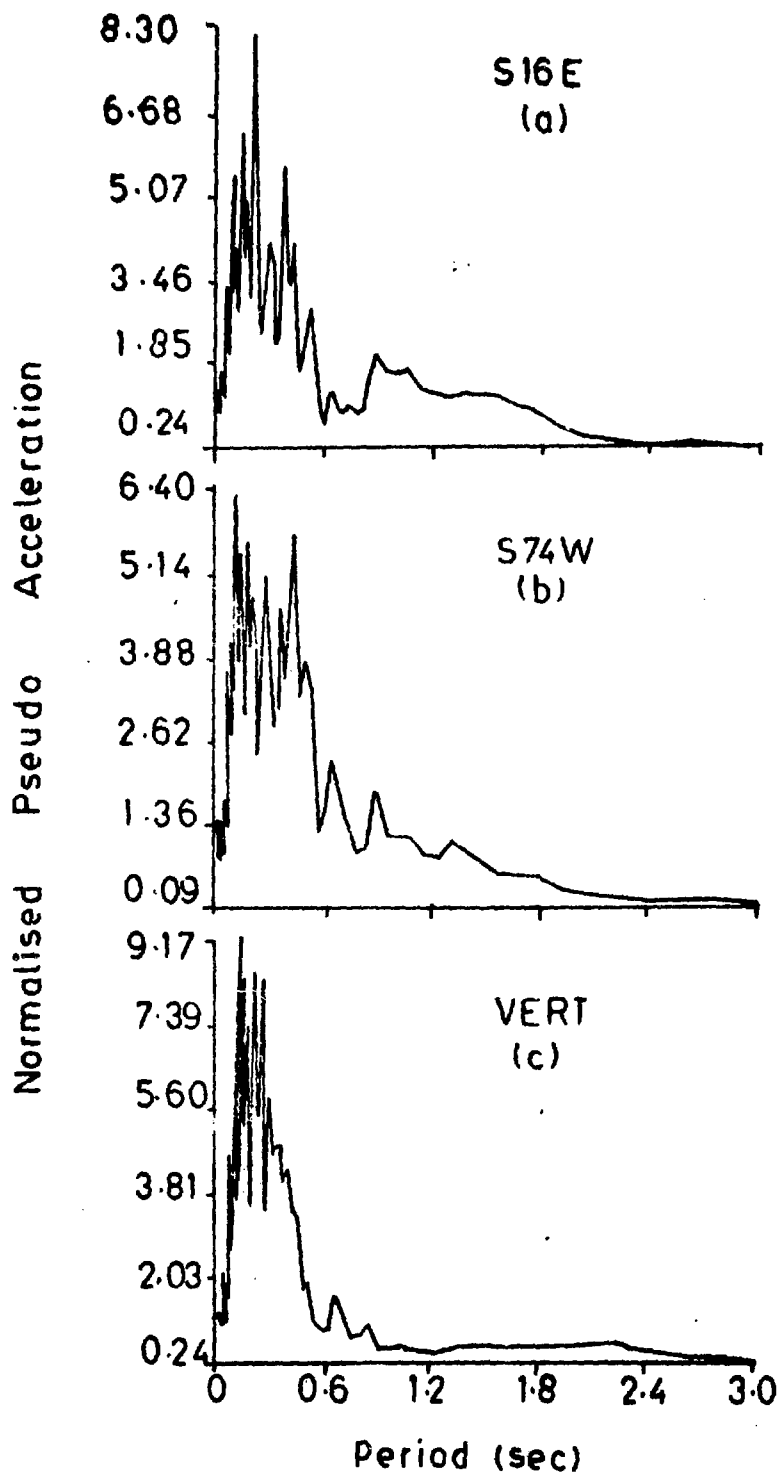 8.30
6.68
5.07
3.46
1.85
0.24
S16E
(a)
6.40
5.14
3.88
2.62
1.36
0.09
S74W
(b)
9.17
7.39
5.60
3.81
2.03
0.24
VERT
(c)
0 0.6 1.2 1.8 2.4 3.0
Period (sec)
Normalised Pseudo Acceleration